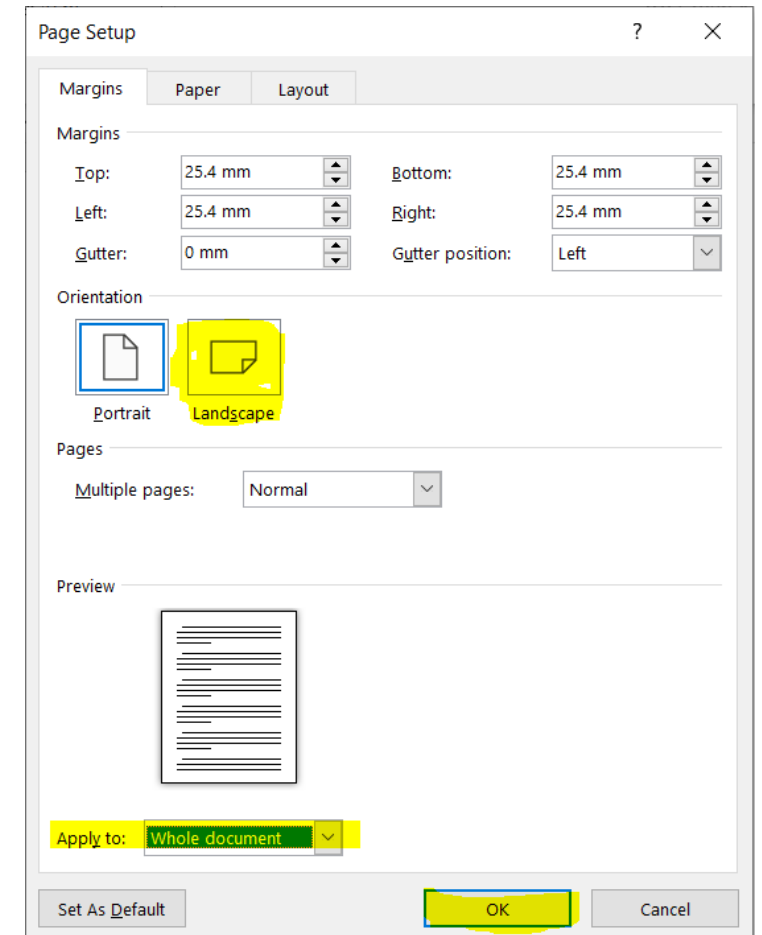 Page Setup ?
Margins Paper Layout
Margins
Top: 25.4 mm Bottom: 25.4 mm
Left: 25.4 mm Right: 25.4 mm
Gutter: 0 mm Gutter position: Left
Orientation
Portrait Landscape
Pages
Multiple pages: Normal
Preview
Apply to: Whole document
Set As Default OK Cancel